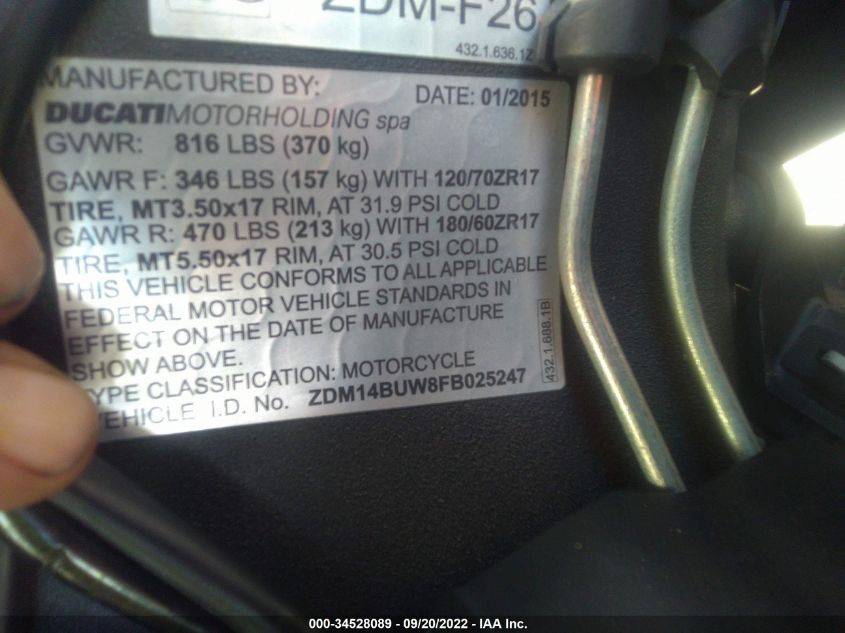 ZDM-F26
432.1.636.1Z
MANUFACTURED BY:
DATE: 01/2015
DUCATIMOTORHOLDING spa
GVWR: 816 LBS (370 kg)
GAWR F: 346 LBS (157 kg) WITH 120/70ZR17
TIRE, MT3.50x17 RIM, AT 31.9 PSI COLD
GAWR R: 470 LBS (213 kg) WITH 180/60ZR17
TIRE, MT5.50x17 RIM, AT 30.5 PSI COLD
THIS VEHICLE CONFORMS TO ALL APPLICABLE
FEDERAL MOTOR VEHICLE STANDARDS IN
EFFECT ON THE DATE OF MANUFACTURE
SHOW ABOVE.
TYPE CLASSIFICATION: MOTORCYCLE
VEHICLE I.D. No. ZDM14BUW8FB025247
432.1.688.1B
000-34528089 - 09/20/2022 - IAA Inc.